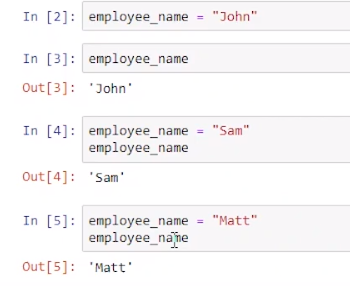 In [2]: employee_name = "John"
In [3]: employee_name
Out[3]: 'John'
In [4]: employee_name = "Sam"
employee_name
Out[4]: 'Sam'
In [5]: employee_name = "Matt"
employee_name
Out[5]: 'Matt'